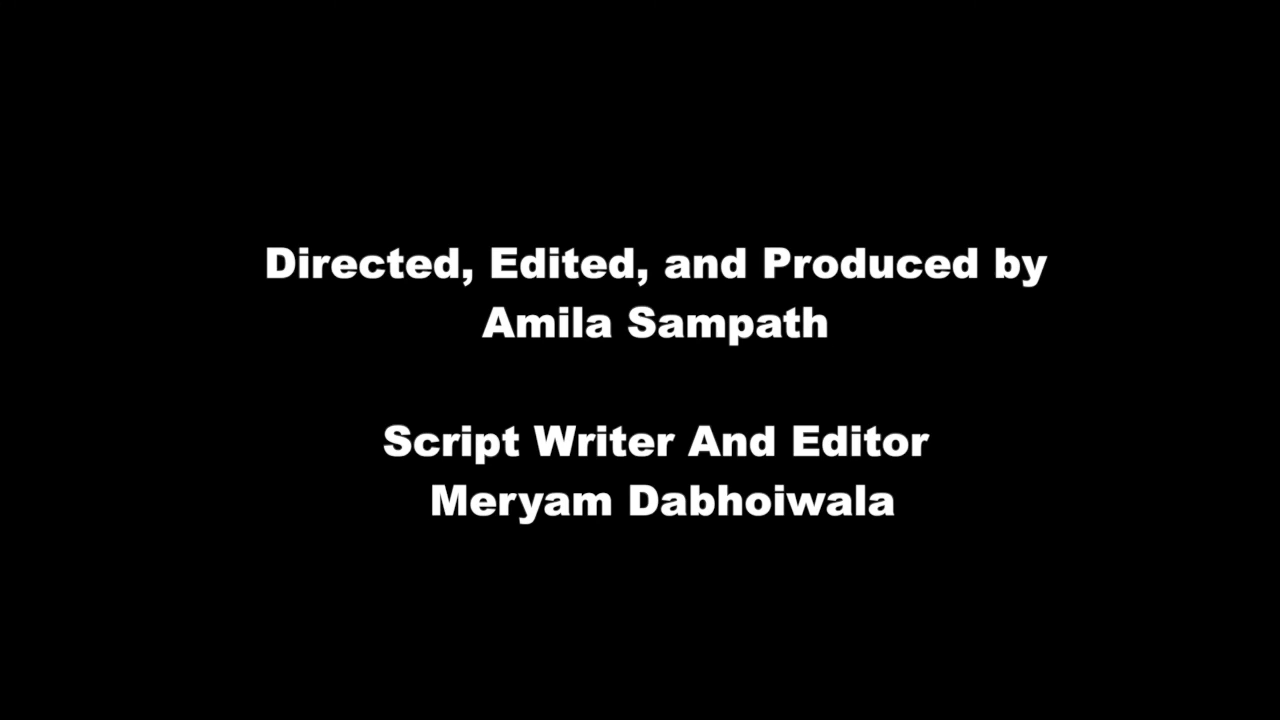 Directed, Edited, and Produced by
Amila Sampath
Script Writer And Editor
Meryam Dabhoiwala